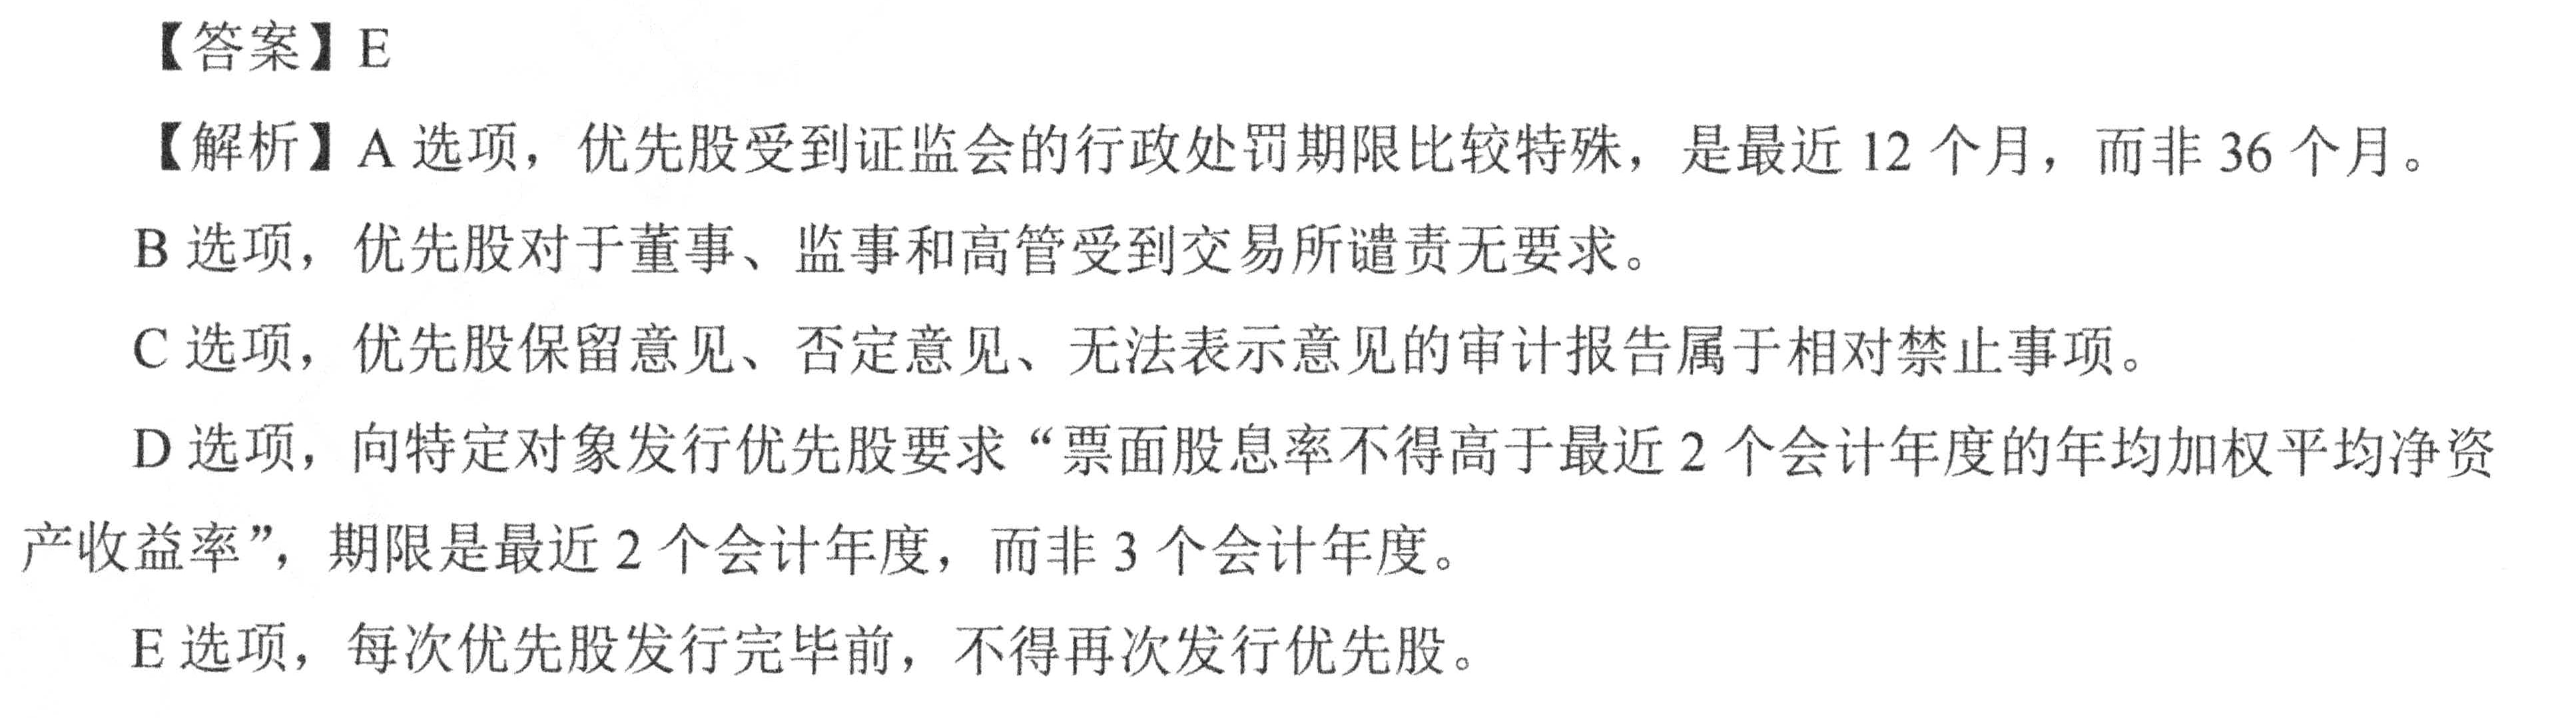 【答案】E
【解析】A 选项，优先股受到证监会的行政处罚期限比较特殊，是最近 12 个月，而非 36 个月。
B 选项，优先股对于董事、监事和高管受到交易所谴责无要求。
C 选项，优先股保留意见、否定意见、无法表示意见的审计报告属于相对禁止事项。
D 选项，向特定对象发行优先股要求“票面股息率不得高于最近 2 个会计年度的年均加权平均净资
产收益率”，期限是最近 2 个会计年度，而非 3 个会计年度。
E 选项，每次优先股发行完毕前，不得再次发行优先股。